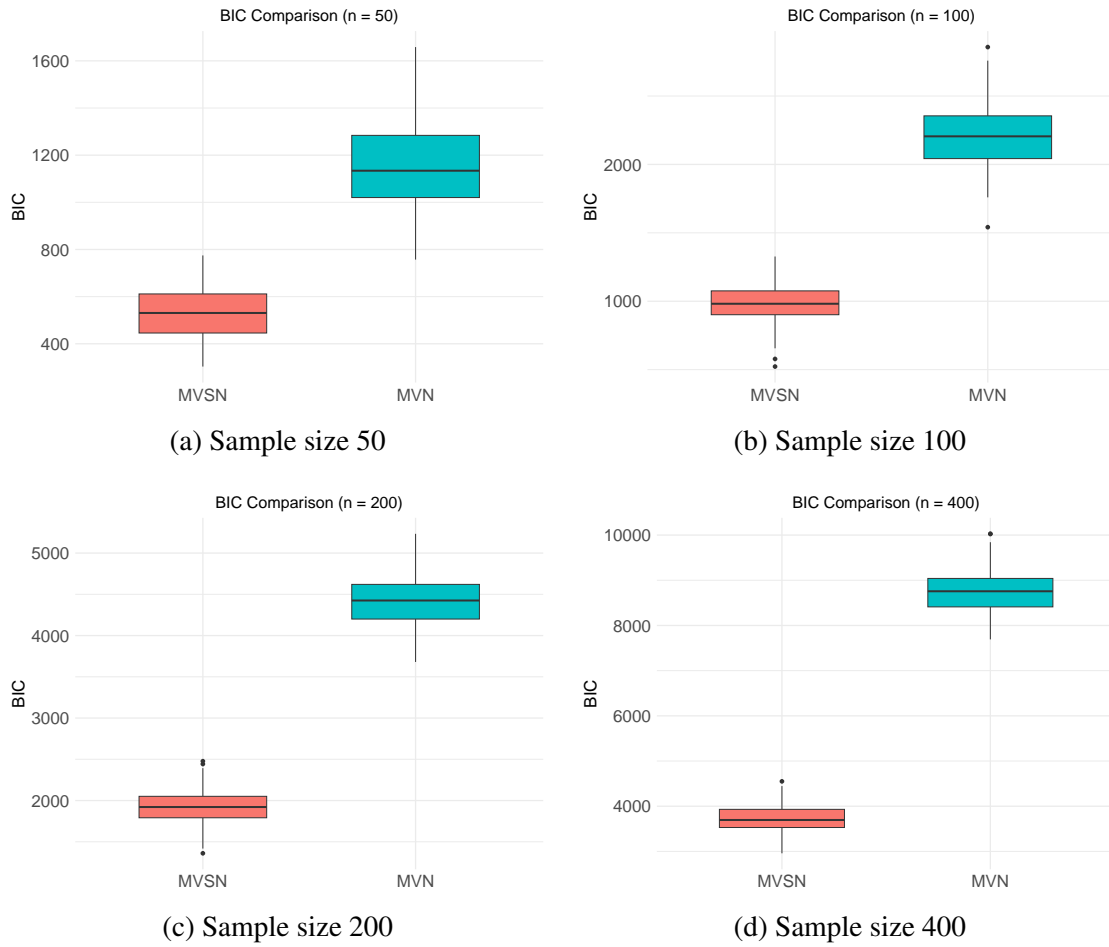 BIC Comparison (n = 50)
1600
1200
800
400
BIC
MVSN MVN
(a) Sample size 50
BIC Comparison (n = 100)
2000
1000
BIC
MVSN MVN
(b) Sample size 100
BIC Comparison (n = 200)
5000
4000
3000
2000
BIC
MVSN MVN
(c) Sample size 200
BIC Comparison (n = 400)
10000
8000
6000
4000
BIC
MVSN MVN
(d) Sample size 400